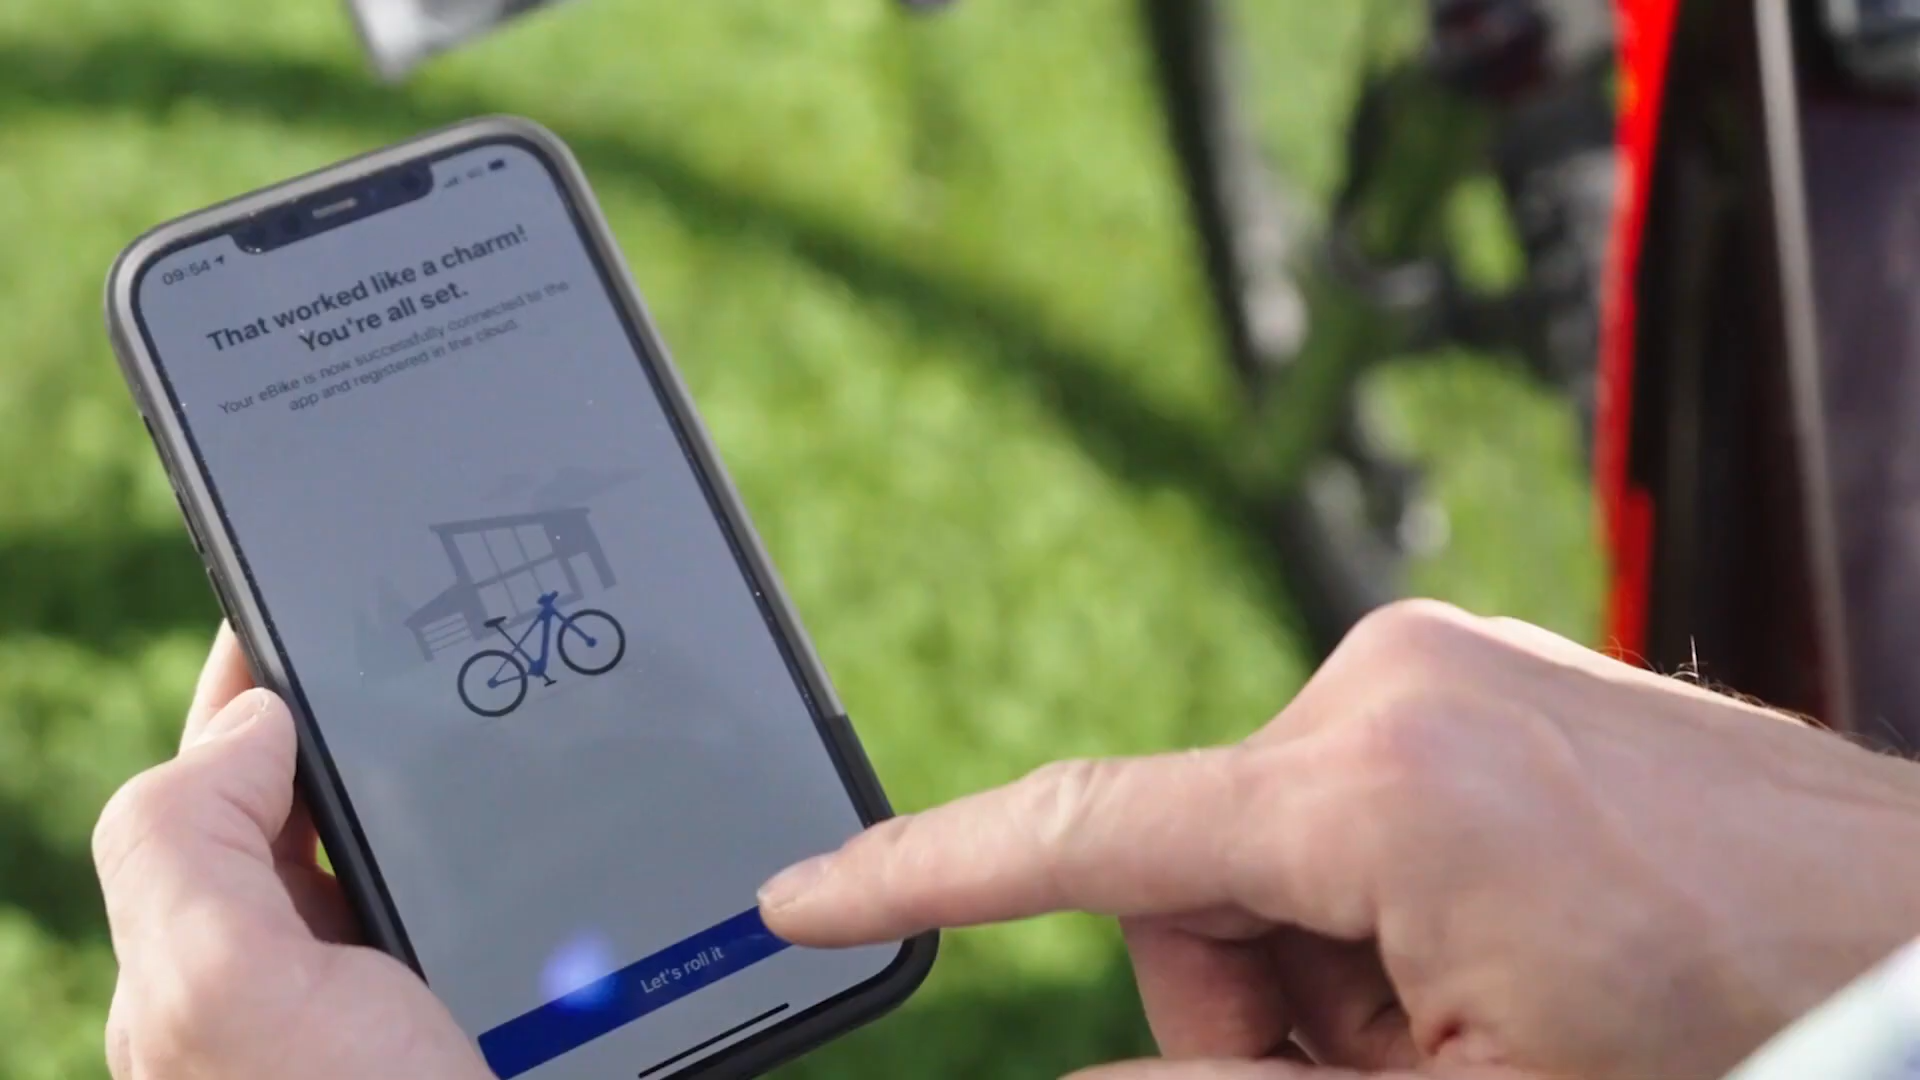 09:54
That worked like a charm!
You're all set.
Your eBike is now successfully connected to the
app and registered in the cloud.
Let's roll it